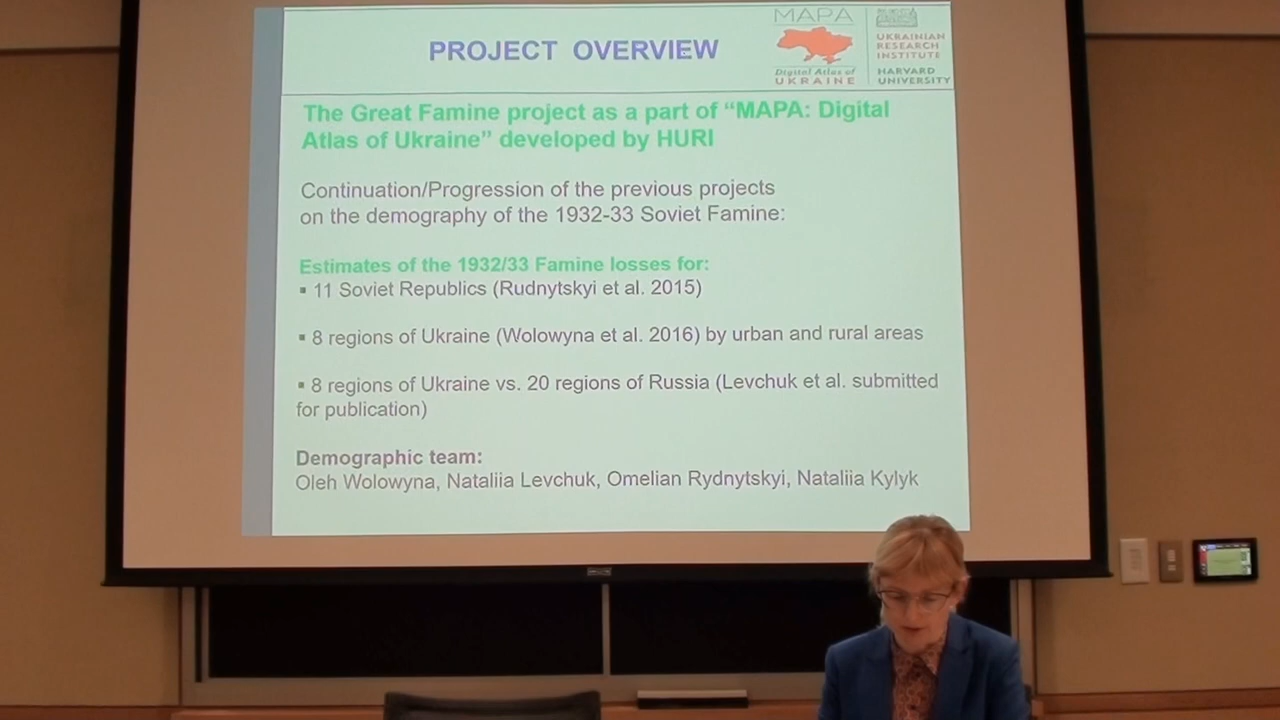 PROJECT OVERVIEW
MAPA
Digital Atlas of
UKRAINE
UKRAINIAN
RESEARCH
INSTITUTE
HARVARD
UNIVERSITY
The Great Famine project as a part of “MAPA: Digital
Atlas of Ukraine” developed by HURI
Continuation/Progression of the previous projects
on the demography of the 1932-33 Soviet Famine:
Estimates of the 1932/33 Famine losses for:
▪ 11 Soviet Republics (Rudnytskyi et al. 2015)
▪ 8 regions of Ukraine (Wolowyna et al. 2016) by urban and rural areas
▪ 8 regions of Ukraine vs. 20 regions of Russia (Levchuk et al. submitted
for publication)
Demographic team:
Oleh Wolowyna, Nataliia Levchuk, Omelian Rydnytskyi, Nataliia Kylyk